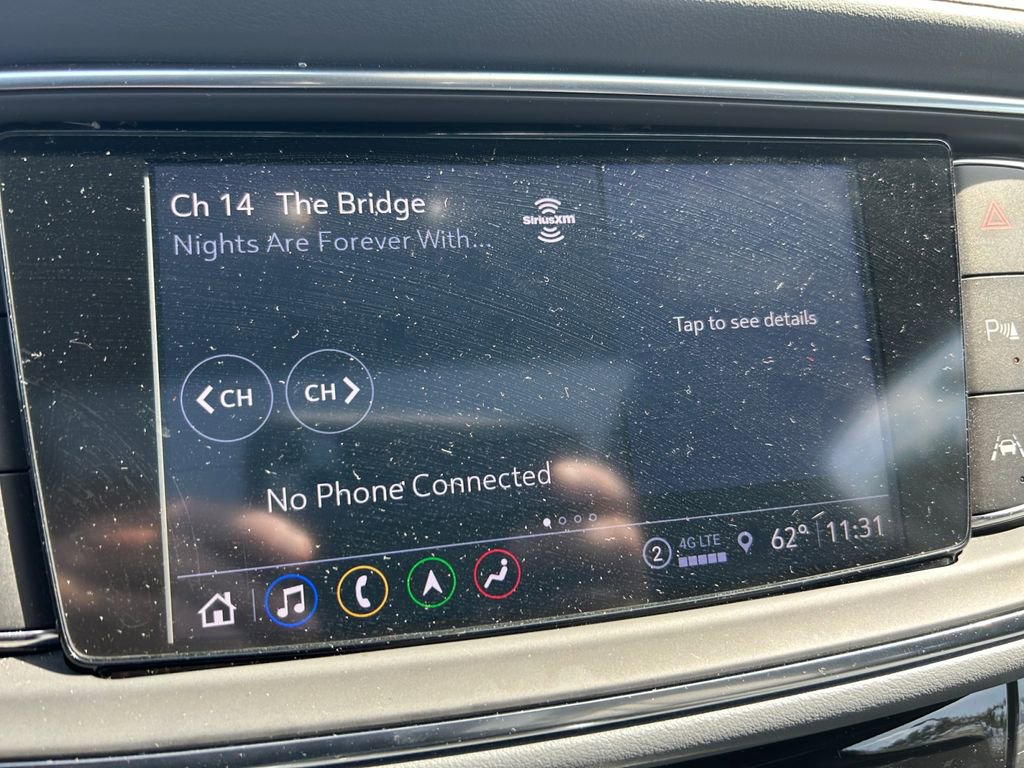 Ch 14 The Bridge
SiriusXM
Nights Are Forever With...
Tap to see details
<CH
CH>
No Phone Connected
2
4G LTE
62° 11:31
P